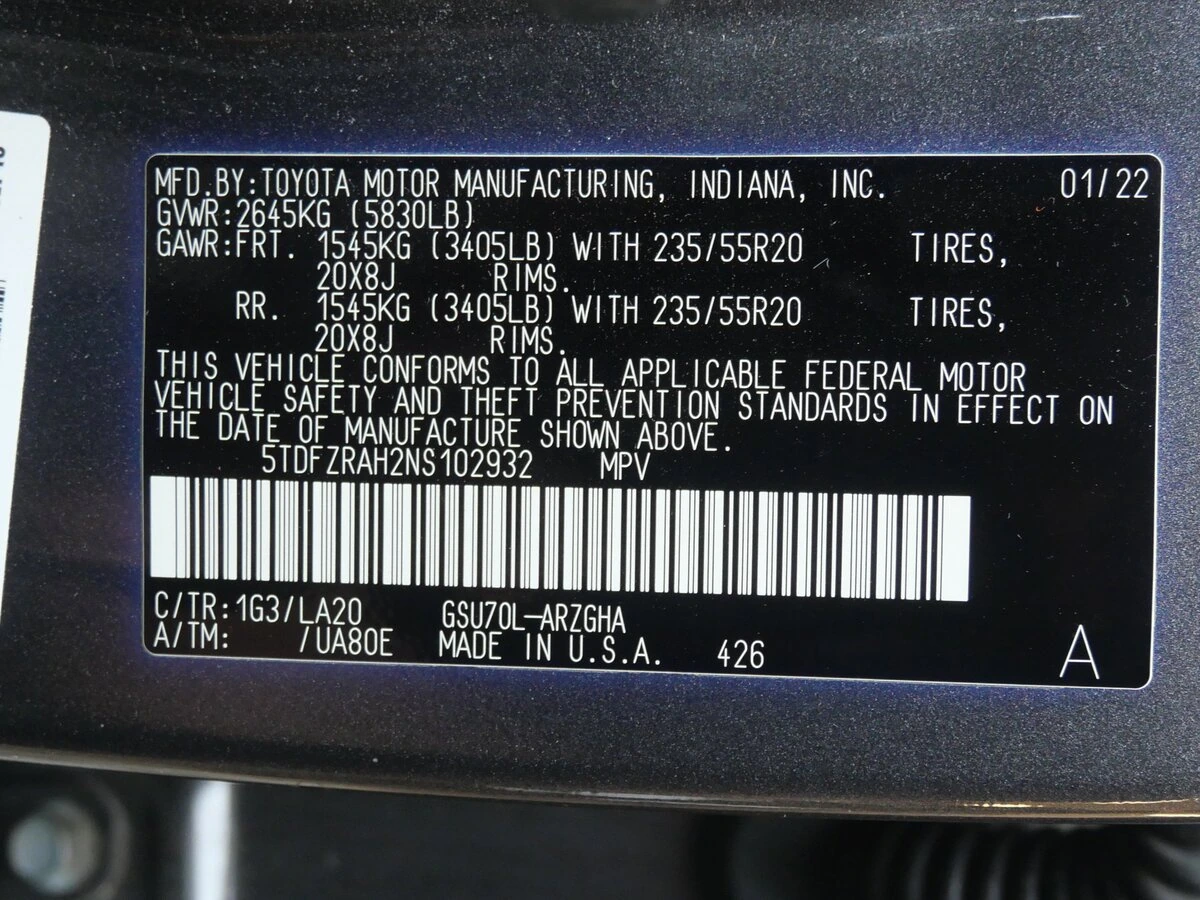 MFD.BY:TOYOTA MOTOR MANUFACTURING, INDIANA, INC. 01/22
GVWR:2645KG (5830LB)
GAWR:FRT. 1545KG (3405LB) WITH 235/55R20 TIRES,
20X8J RIMS.
RR. 1545KG (3405LB) WITH 235/55R20 TIRES,
20X8J RIMS.
THIS VEHICLE CONFORMS TO ALL APPLICABLE FEDERAL MOTOR
VEHICLE SAFETY AND THEFT PREVENTION STANDARDS IN EFFECT ON
THE DATE OF MANUFACTURE SHOWN ABOVE.
5TDFZRAH2NS102932 MPV
C/TR:1G3/LA20 GSU70L-ARZGHA
A/TM: /UA80E MADE IN U.S.A. 426 A